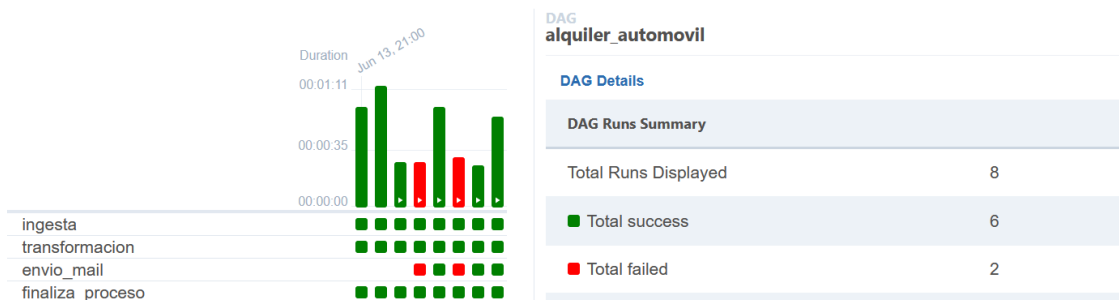 Duration
Jun 13, 21:00
00:01:11
00:00:35
00:00:00
ingesta
transformacion
envio_mail
finaliza_proceso
DAG
alquiler_automovil
DAG Details
DAG Runs Summary
Total Runs Displayed 8
Total success 6
Total failed 2